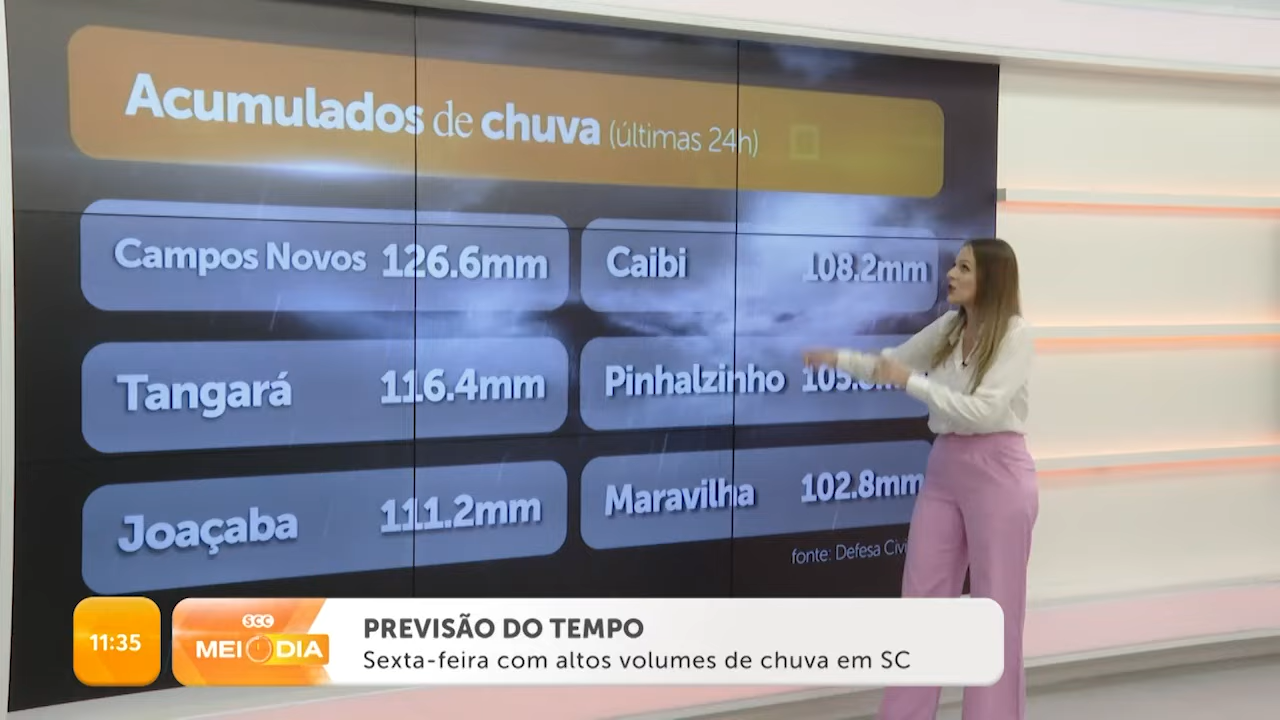 Acumulados de chuva (últimas 24h)
Campos Novos 126.6mm
Caibi 108.2mm
Tangará 116.4mm
Pinhalzinho
Joaçaba 111.2mm
Maravilha 102.8mm
fonte: Defesa
11:35
SCC
MEIO DIA
PREVISÃO DO TEMPO
Sexta-feira com altos volumes de chuva em SC